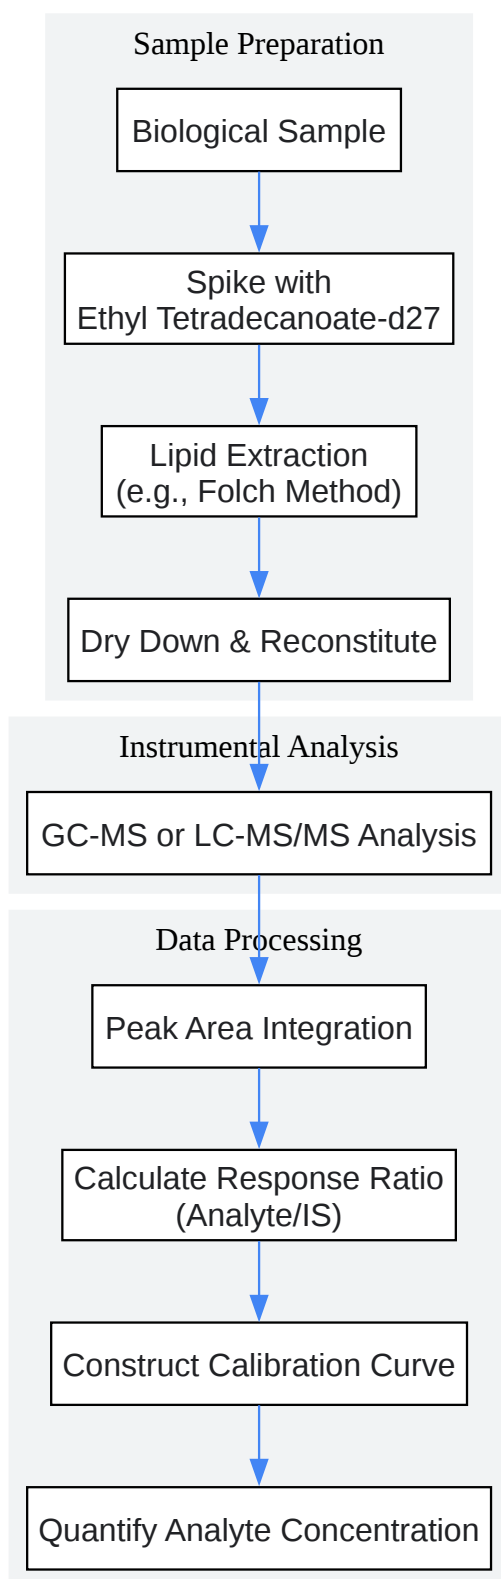 Sample Preparation
Biological Sample
Spike with
Ethyl Tetradecanoate-d27
Lipid Extraction
(e.g., Folch Method)
Dry Down & Reconstitute
Instrumental Analysis
GC-MS or LC-MS/MS Analysis
Data Processing
Peak Area Integration
Calculate Response Ratio
(Analyte/IS)
Construct Calibration Curve
Quantify Analyte Concentration